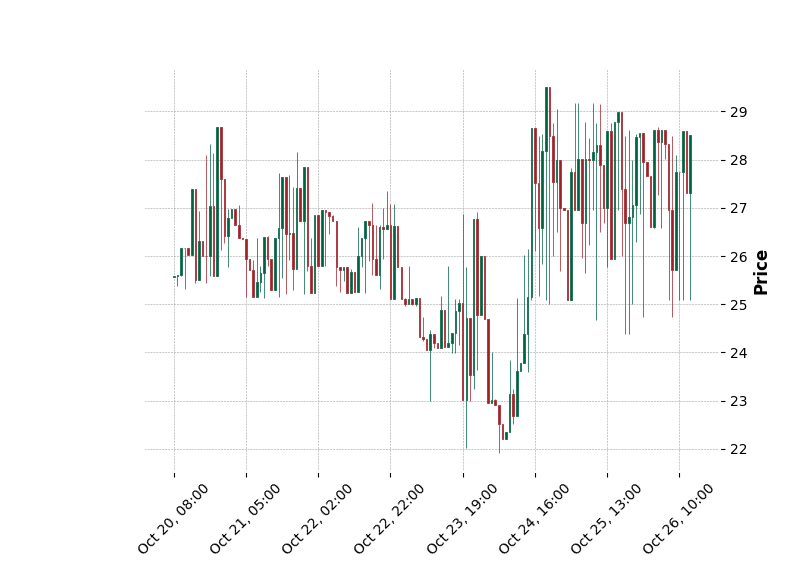 29
28
27
26
25
24
23
22
Price
Oct 20, 08:00
Oct 21, 05:00
Oct 22, 02:00
Oct 22, 22:00
Oct 23, 19:00
Oct 24, 16:00
Oct 25, 13:00
Oct 26, 10:00